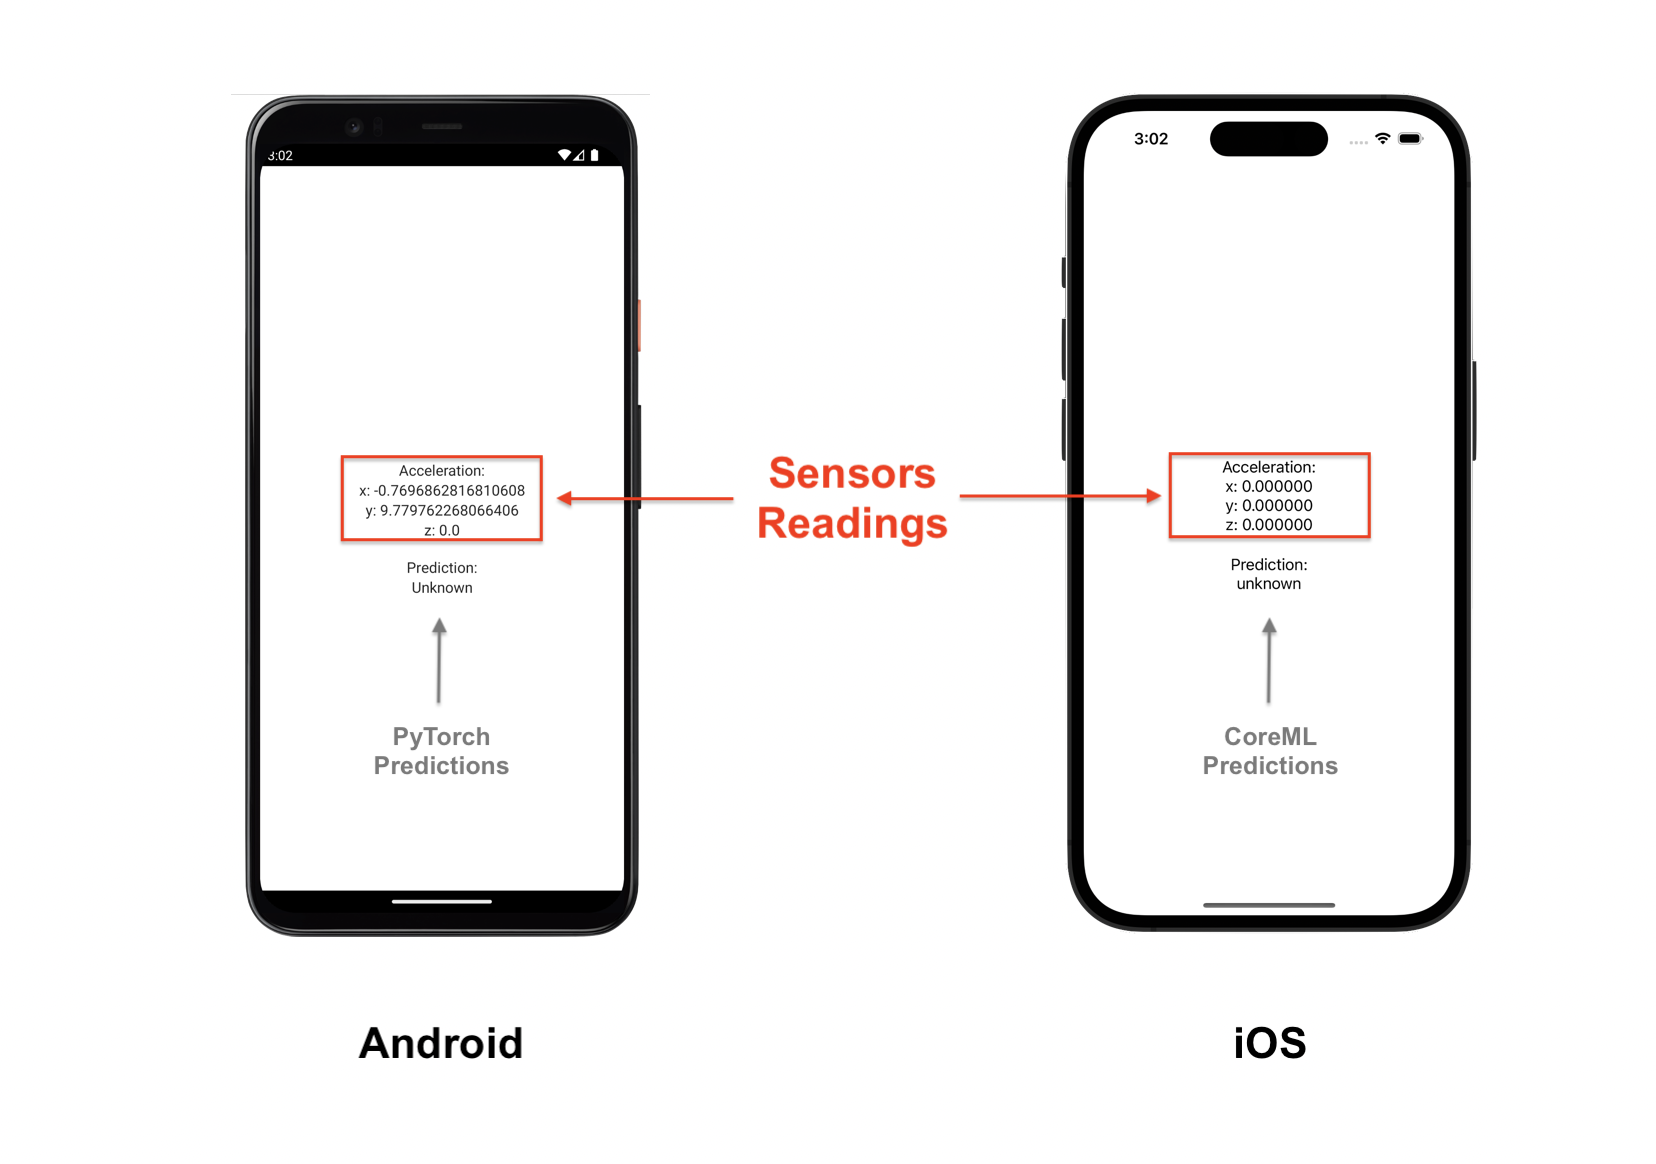 3:02
Acceleration:
x: -0.7696862816810608
y: 9.779762268066406
z: 0.0
Prediction:
Unknown
PyTorch
Predictions
Android
Sensors
Readings
3:02
Acceleration:
x: 0.000000
y: 0.000000
z: 0.000000
Prediction:
unknown
CoreML
Predictions
iOS